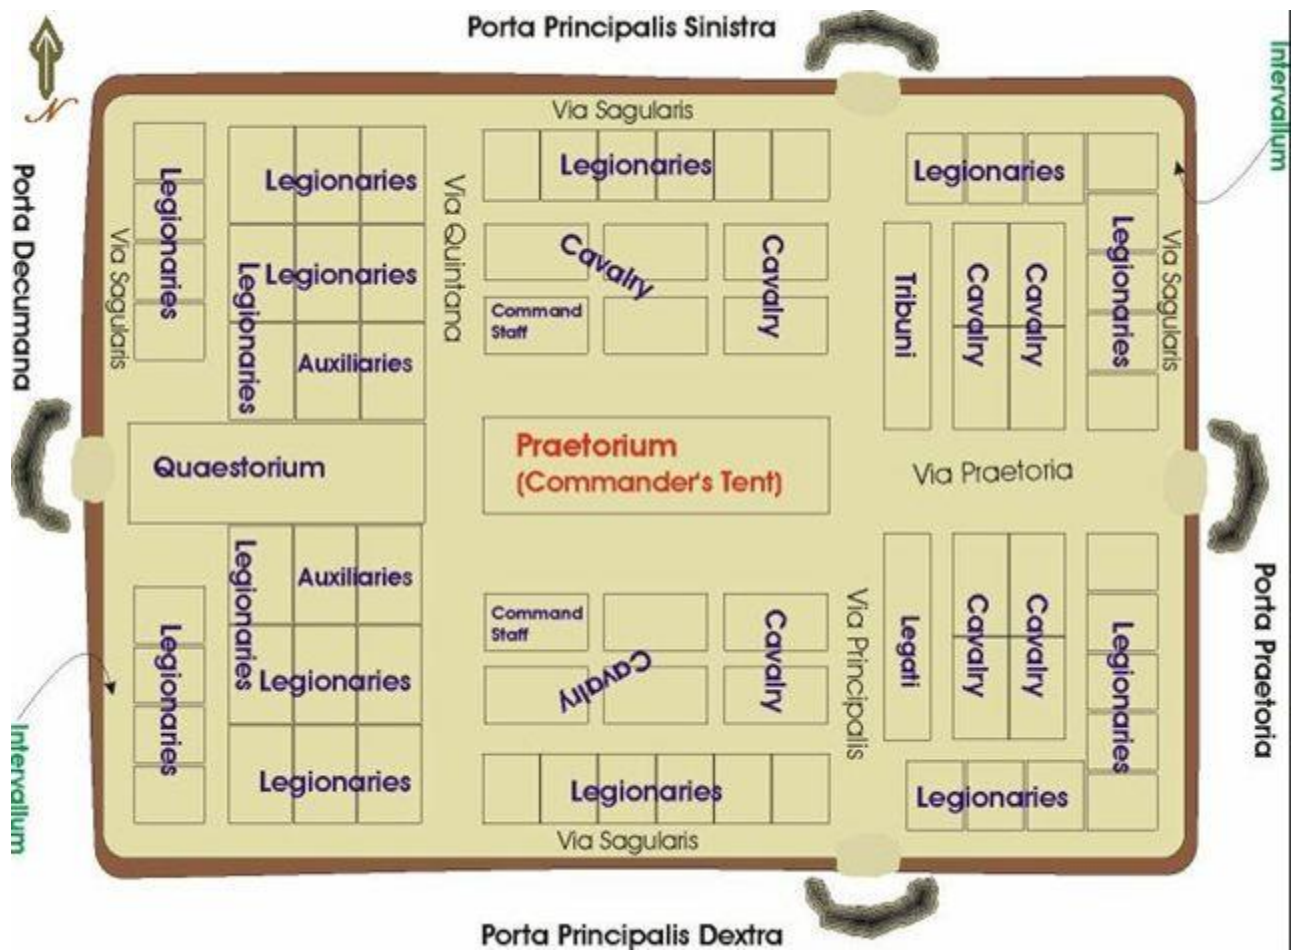 Porta Principalis Sinistra
N
Intervallum
Via Sagularis
Legionaries
Legionaries
Legionaries
Legionaries
Porta Decumana
Via Sagularis
Via Quintana
Legionaries
Legionaries
Auxiliaries
Cavalry
Command
Staff
Cavalry
Tribuni
Cavalry
Cavalry
Legionaries
Via Sagularis
Quaestorium
Praetorium
(Commander's Tent)
Via Praetoria
Legionaries
Auxiliaries
Legionaries
Legionaries
Legionaries
Command
Staff
Cavalry
Cavalry
Via Principalis
Legati
Cavalry
Cavalry
Legionaries
Porta Praetoria
Intervallum
Legionaries
Legionaries
Via Sagularis
Porta Principalis Dextra